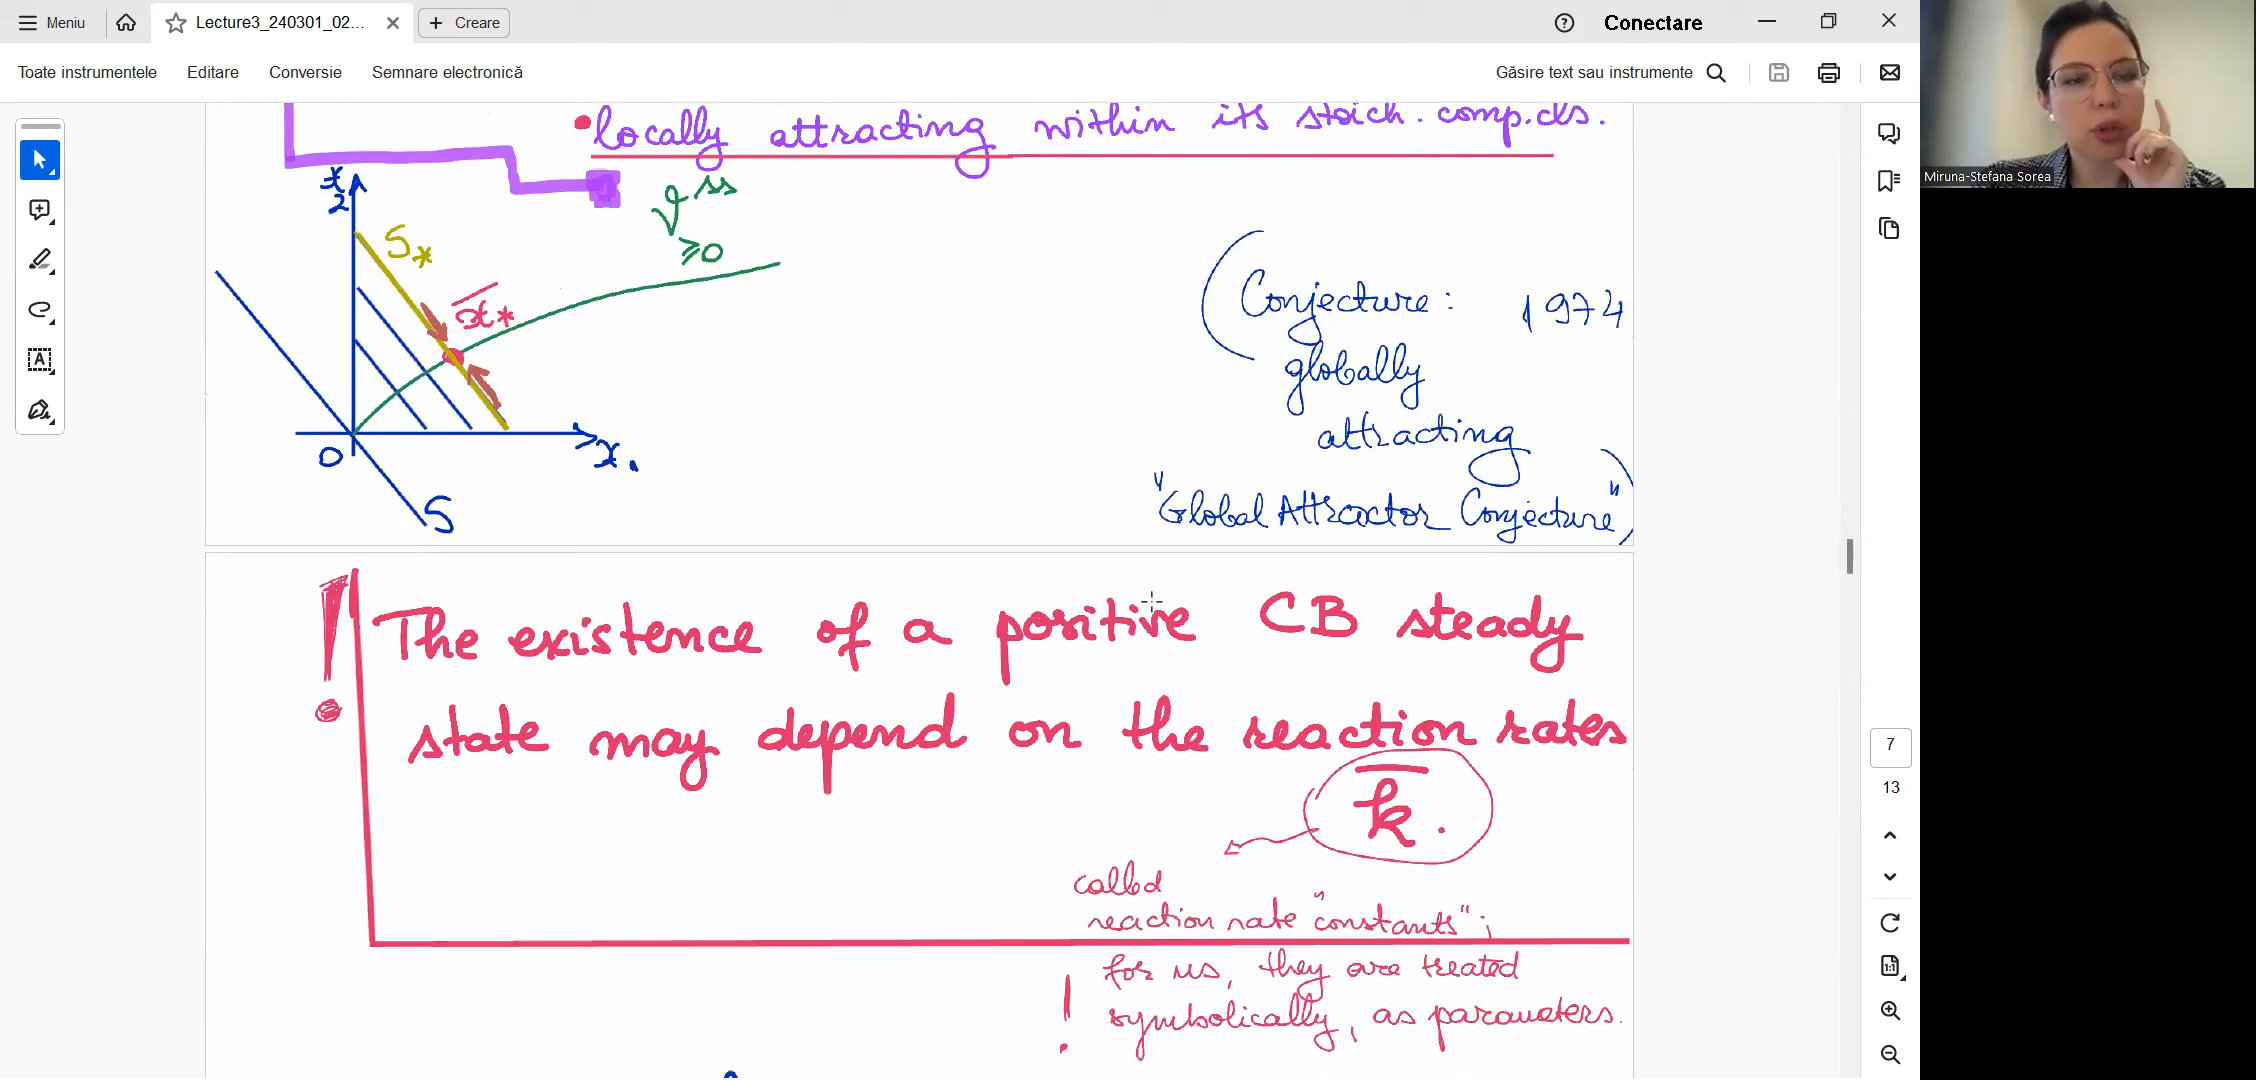 Meniu
Lecture3_240301_02...
Creare
Conectare
Toate instrumentele Editare Conversie Semnare electronică
Găsire text sau instrumente
Miruna-Stefana Sorea
• locally attracting within its stoich. comp. cls.
x2
S*
V ss ≥0
x*
0
x1
S
(Conjecture: 1974
globally
attracting
"Global Attractor Conjecture")
! The existence of a positive CB steady
state may depend on the reaction rates
k.
called
reaction rate "constants";
for us, they are treated
! symbolically, as parameters.
7
13